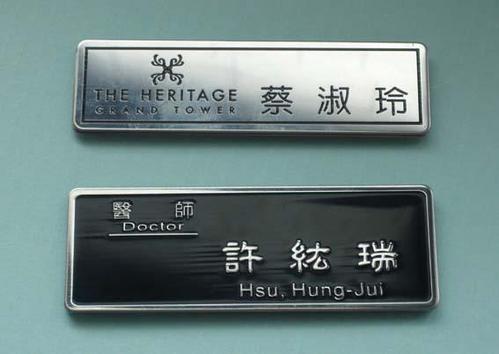 THE HERITAGE
GRAND TOWER
蔡淑玲
醫師
Doctor
許紘瑞
Hsu, Hung-Jui